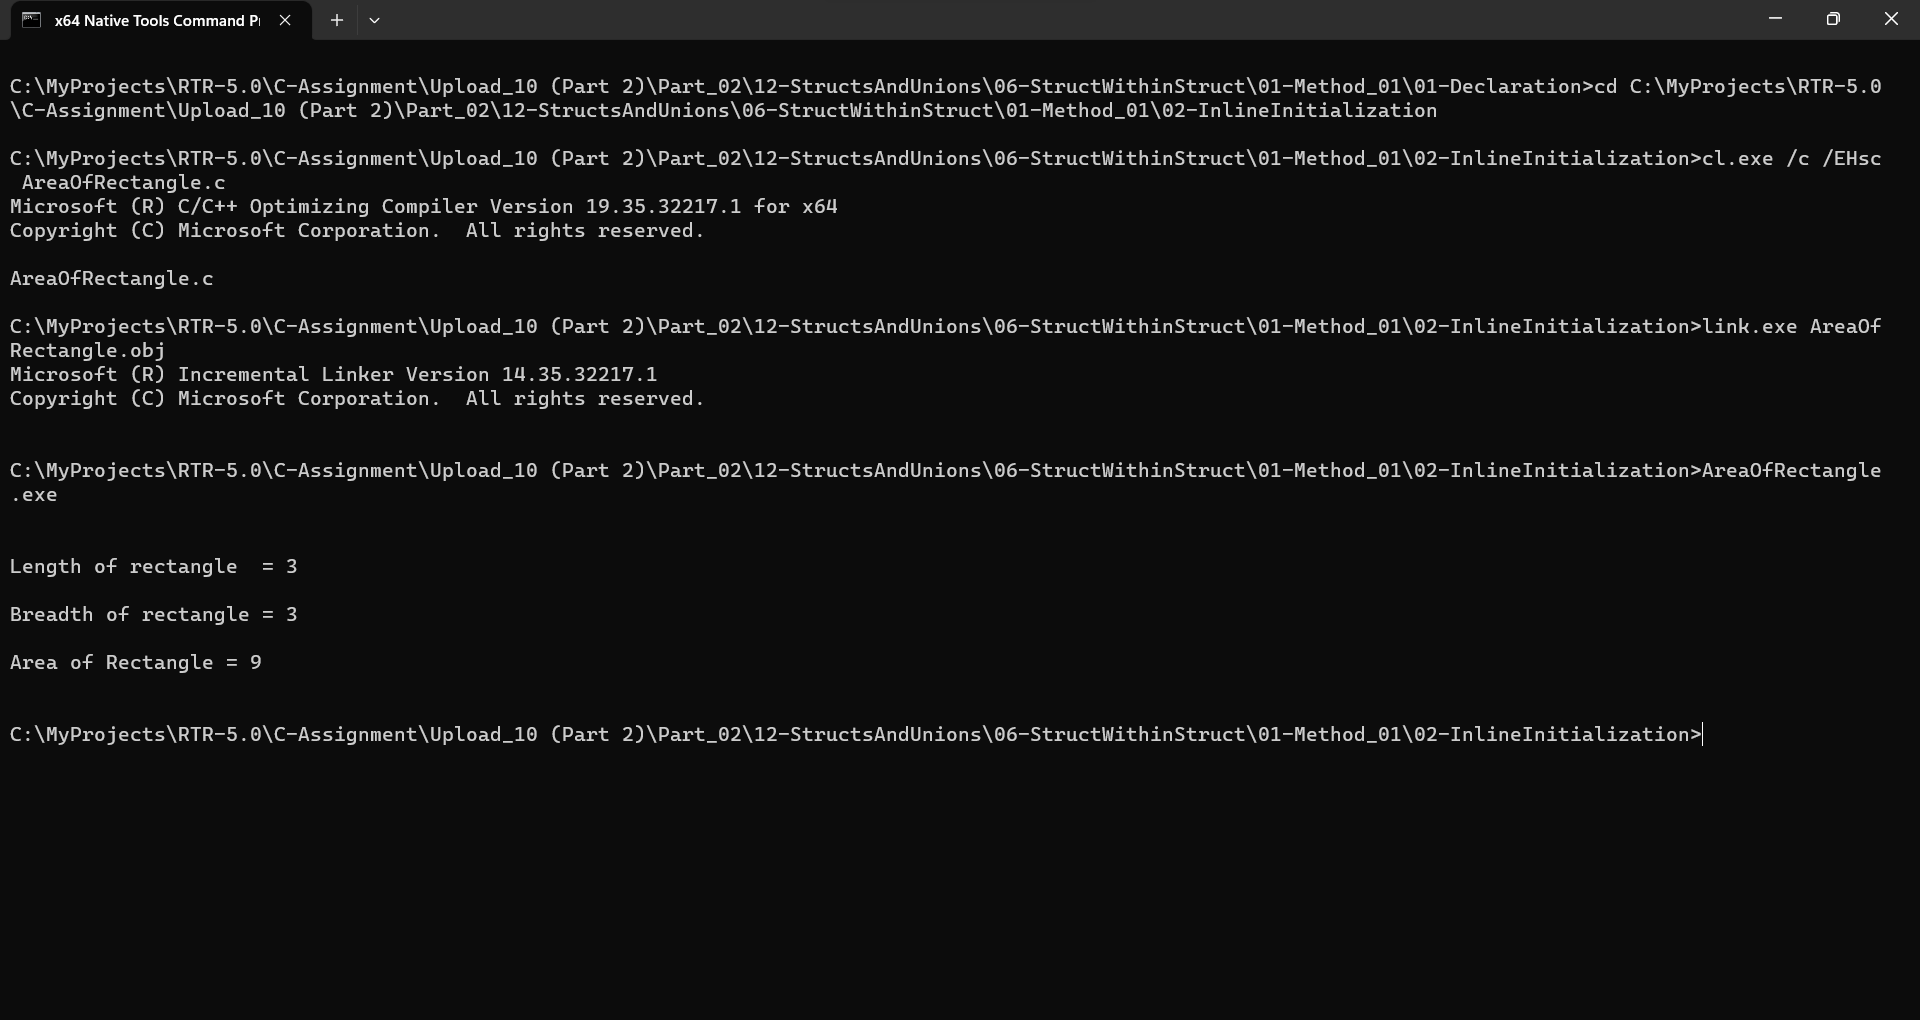 x64 Native Tools Command P
C:\MyProjects\RTR-5.0\C-Assignment\Upload_10 (Part 2)\Part_02\12-StructsAndUnions\06-StructWithinStruct\01-Method_01\01-Declaration>cd C:\MyProjects\RTR-5.0
\C-Assignment\Upload_10 (Part 2)\Part_02\12-StructsAndUnions\06-StructWithinStruct\01-Method_01\02-InlineInitialization
C:\MyProjects\RTR-5.0\C-Assignment\Upload_10 (Part 2)\Part_02\12-StructsAndUnions\06-StructWithinStruct\01-Method_01\02-InlineInitialization>cl.exe /c /EHsc
 AreaOfRectangle.c
Microsoft (R) C/C++ Optimizing Compiler Version 19.35.32217.1 for x64
Copyright (C) Microsoft Corporation.  All rights reserved.
AreaOfRectangle.c
C:\MyProjects\RTR-5.0\C-Assignment\Upload_10 (Part 2)\Part_02\12-StructsAndUnions\06-StructWithinStruct\01-Method_01\02-InlineInitialization>link.exe AreaOf
Rectangle.obj
Microsoft (R) Incremental Linker Version 14.35.32217.1
Copyright (C) Microsoft Corporation.  All rights reserved.
C:\MyProjects\RTR-5.0\C-Assignment\Upload_10 (Part 2)\Part_02\12-StructsAndUnions\06-StructWithinStruct\01-Method_01\02-InlineInitialization>AreaOfRectangle
.exe
Length of rectangle  = 3
Breadth of rectangle = 3
Area of Rectangle = 9
C:\MyProjects\RTR-5.0\C-Assignment\Upload_10 (Part 2)\Part_02\12-StructsAndUnions\06-StructWithinStruct\01-Method_01\02-InlineInitialization>